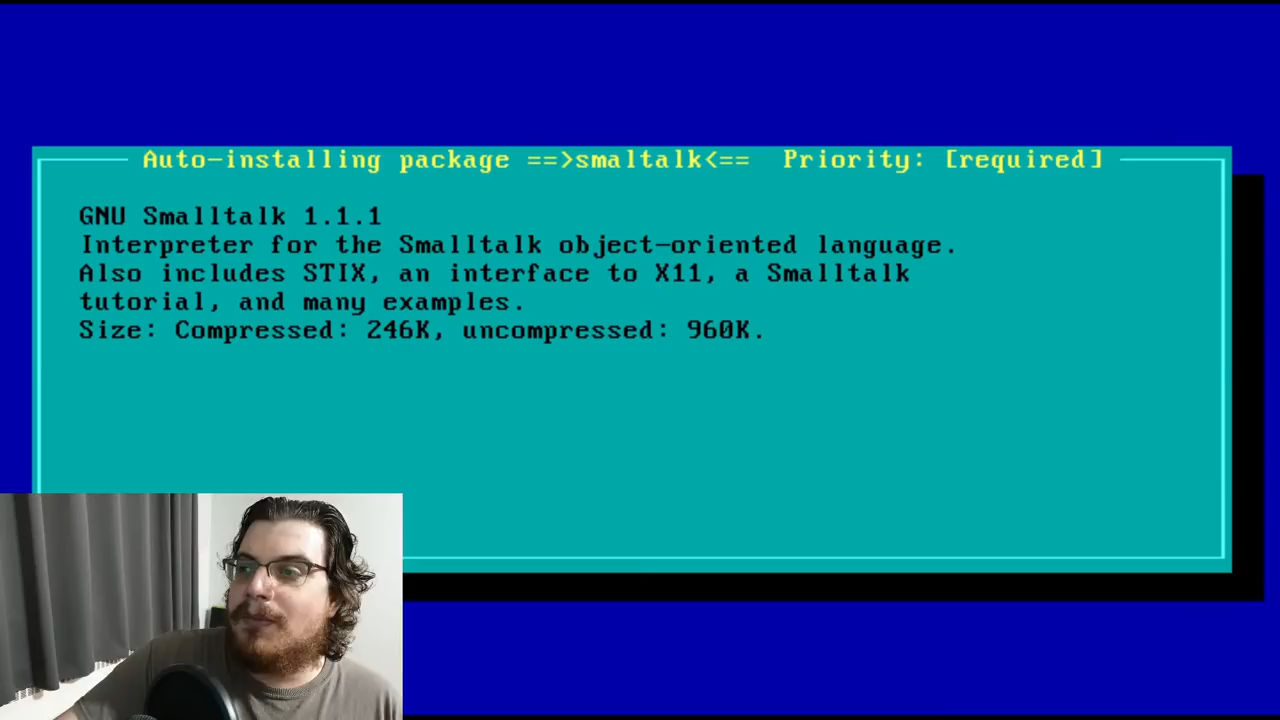 Auto-installing package ==>smaltalk<== Priority: [required]
GNU Smalltalk 1.1.1
Interpreter for the Smalltalk object-oriented language.
Also includes STIX, an interface to X11, a Smalltalk
tutorial, and many examples.
Size: Compressed: 246K, uncompressed: 960K.